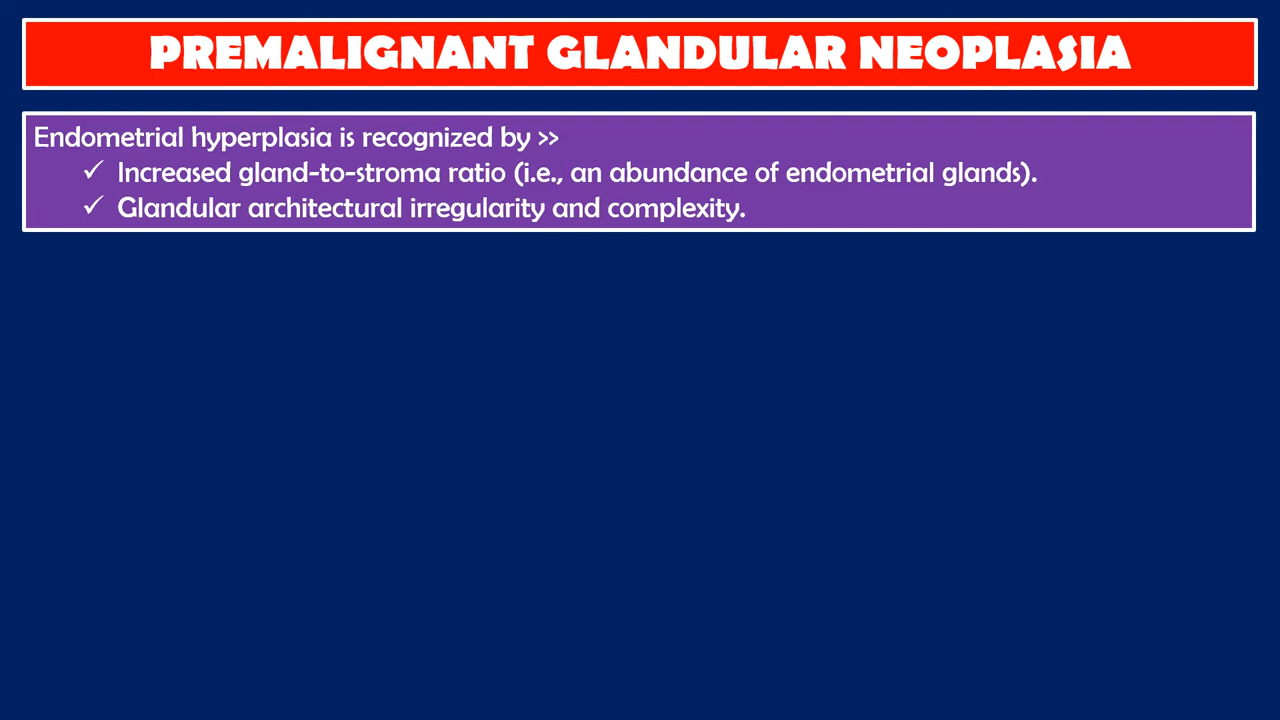 PREMALIGNANT GLANDULAR NEOPLASIA
Endometrial hyperplasia is recognized by >>
✓ Increased gland-to-stroma ratio (i.e., an abundance of endometrial glands).
✓ Glandular architectural irregularity and complexity.